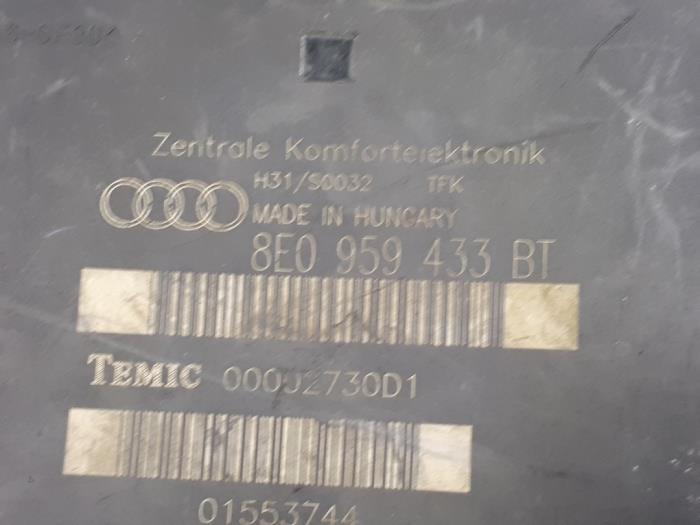 Zentrale Komfortelektronik
H31/S0032 TFK
MADE IN HUNGARY
8E0 959 433 BT
TEMIC 00002730D1
01553744